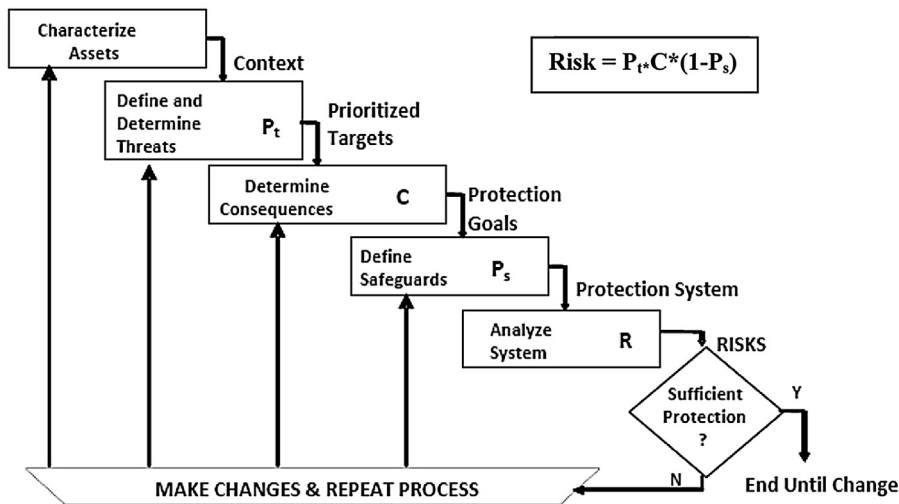 Characterize
Assets
Context
Risk = Pₜ*C*(1-Pₛ)
Define and
Determine
Threats
Pₜ
Prioritized
Targets
Determine
Consequences
C
Protection
Goals
Define
Safeguards
Pₛ
Protection System
Analyze
System
R
RISKS
Sufficient
Protection
?
Y
N
End Until Change
MAKE CHANGES & REPEAT PROCESS